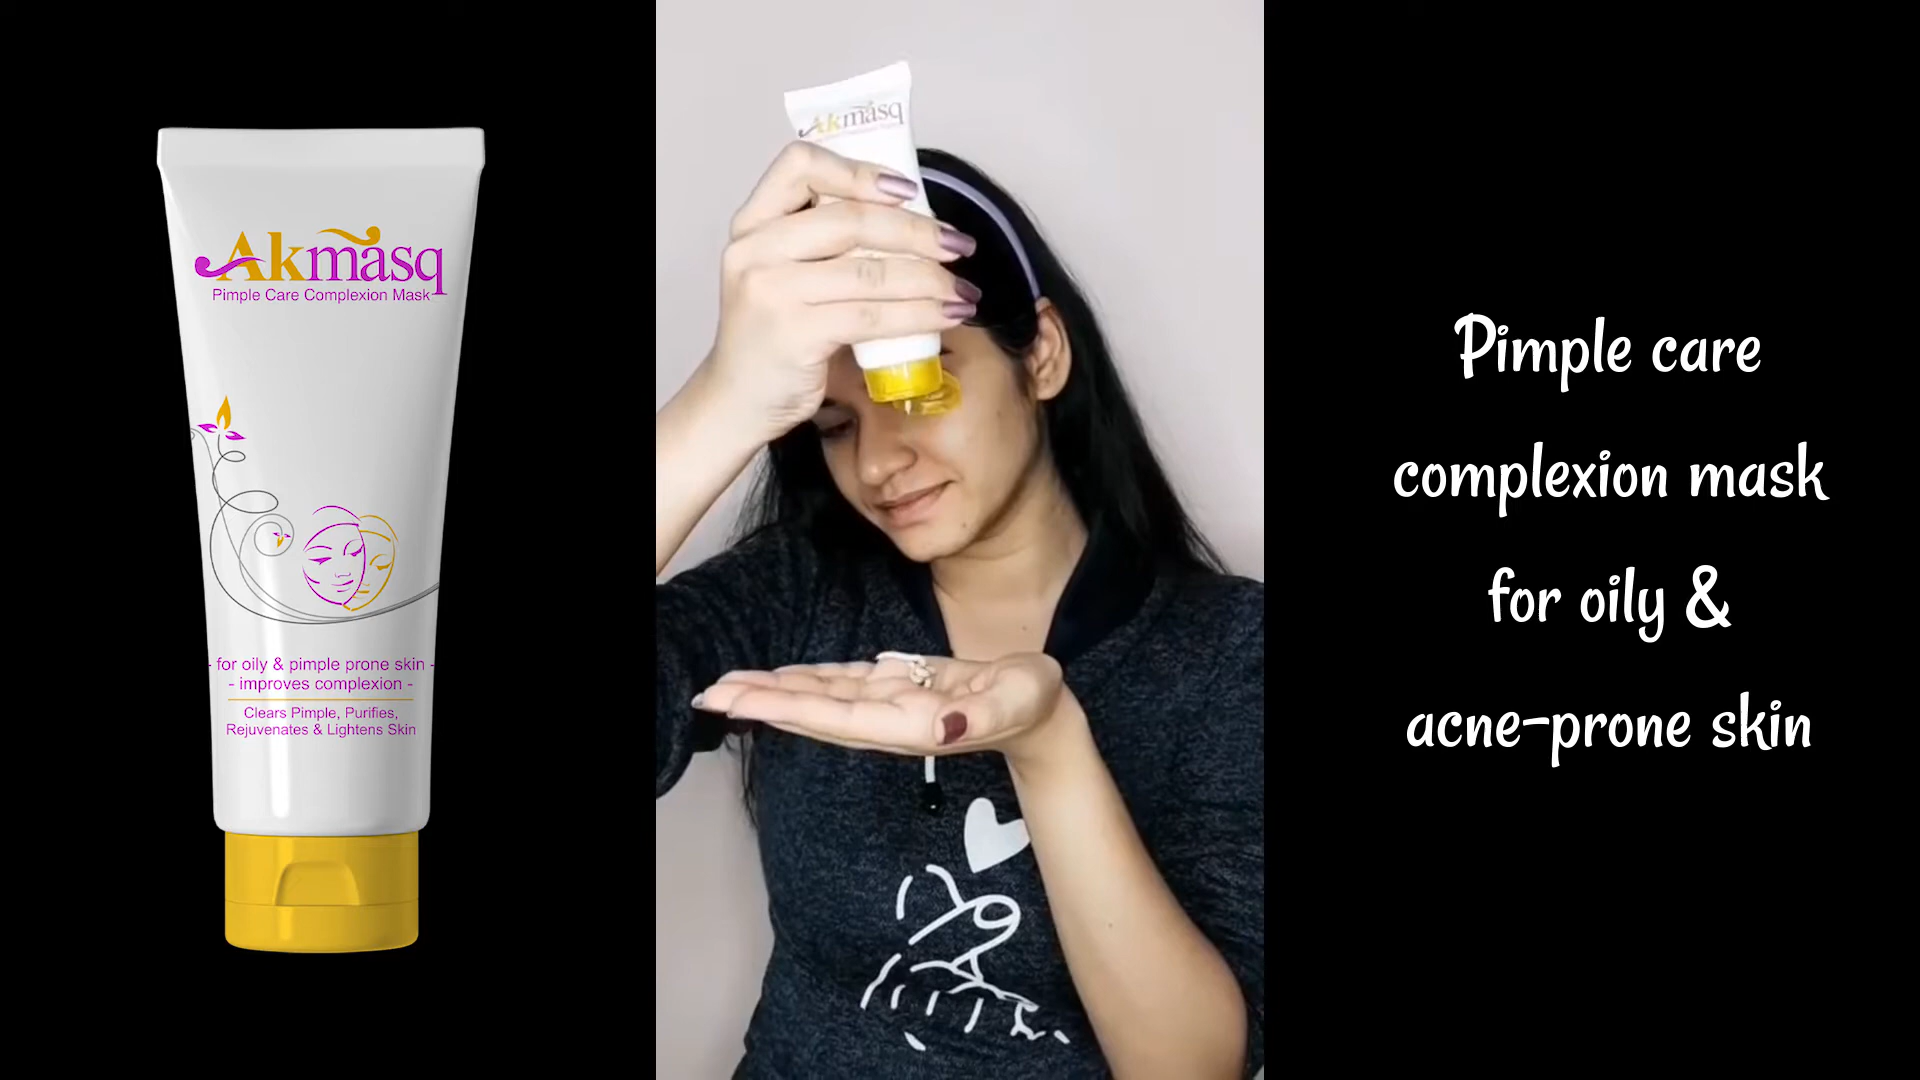 Akmasq
Pimple Care Complexion Mask
- for oily & pimple prone skin -
- improves complexion -
Clears Pimple, Purifies,
Rejuvenates & Lightens Skin
Akmasq
Pimple care
complexion mask
for oily &
acne-prone skin